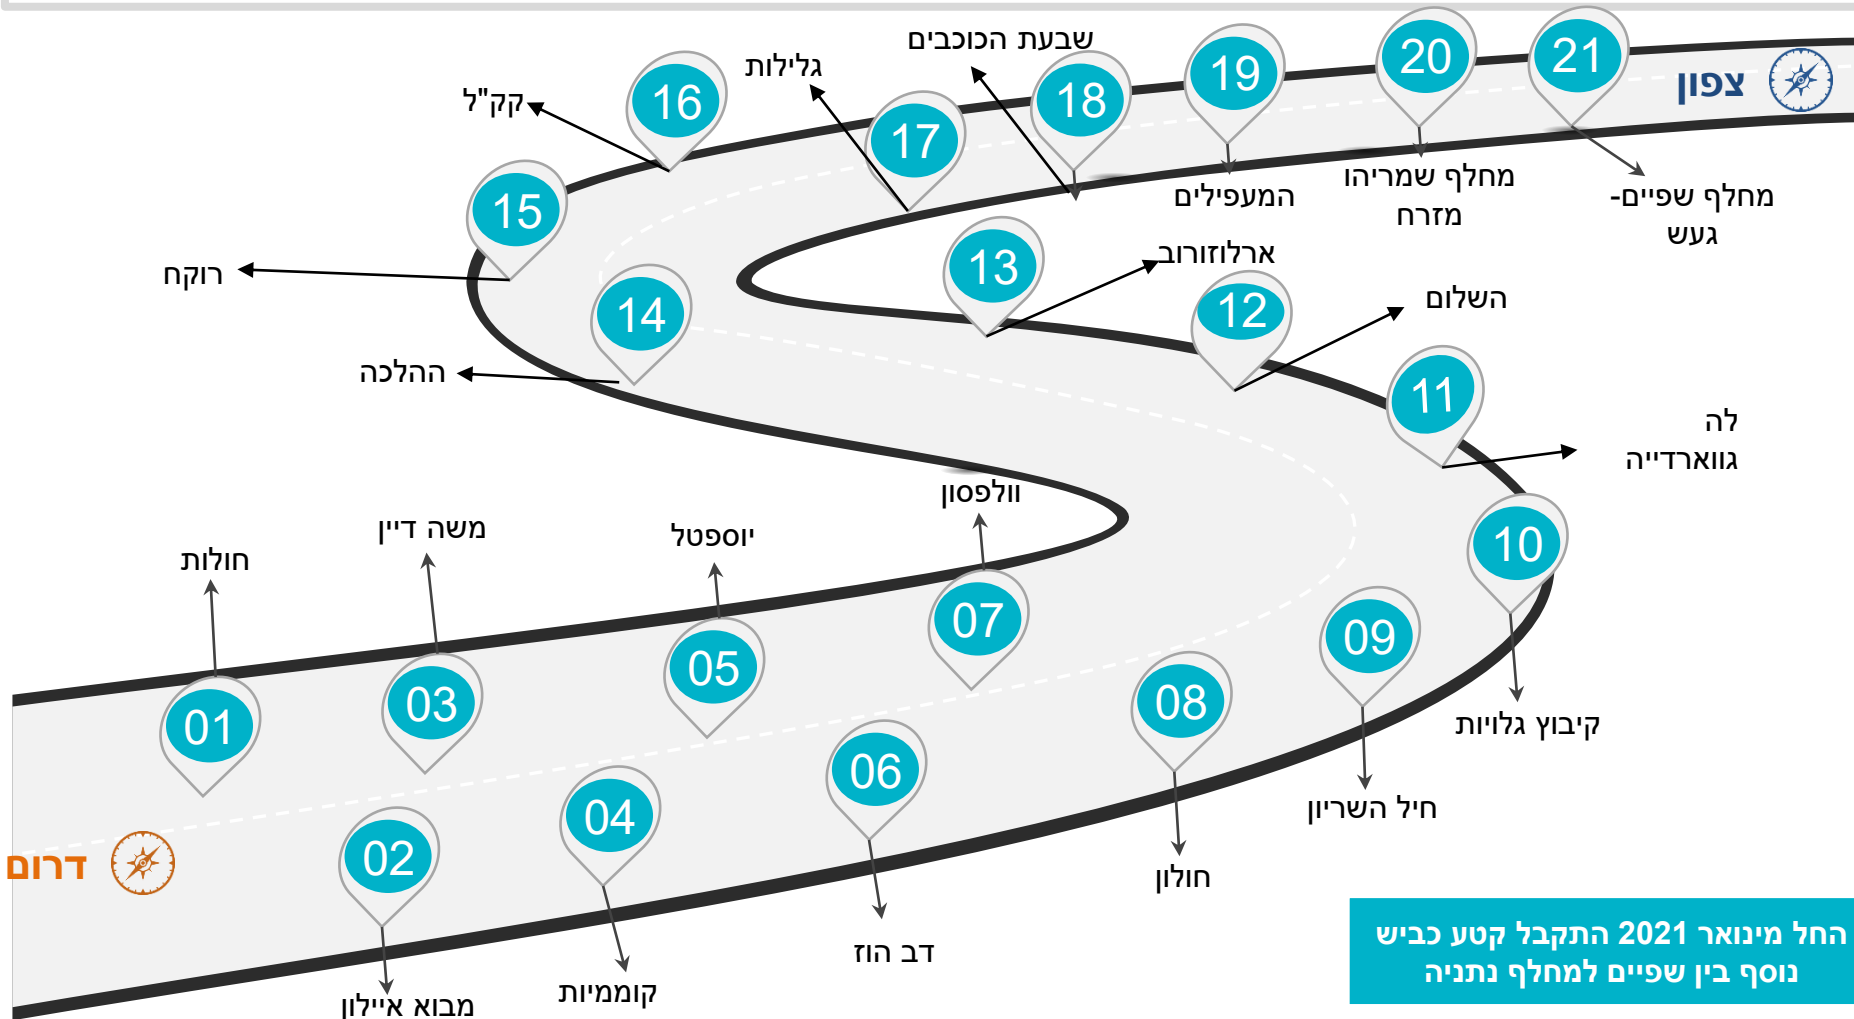 צפון
21
מחלף שפיים-
געש
20
מחלף שמריהו
מזרח
19
המעפילים
18
שבעת הכוכבים
17
גלילות
16
קק"ל
15
רוקח
14
ההלכה
13
ארלוזורוב
12
השלום
11
לה
גווארדייה
10
קיבוץ גלויות
09
חיל השריון
08
חולון
07
וולפסון
06
דב הוז
05
יוספטל
04
קוממיות
03
משה דיין
02
מבוא איילון
01
חולות
דרום
החל מינואר 2021 התקבל קטע כביש
נוסף בין שפיים למחלף נתניה